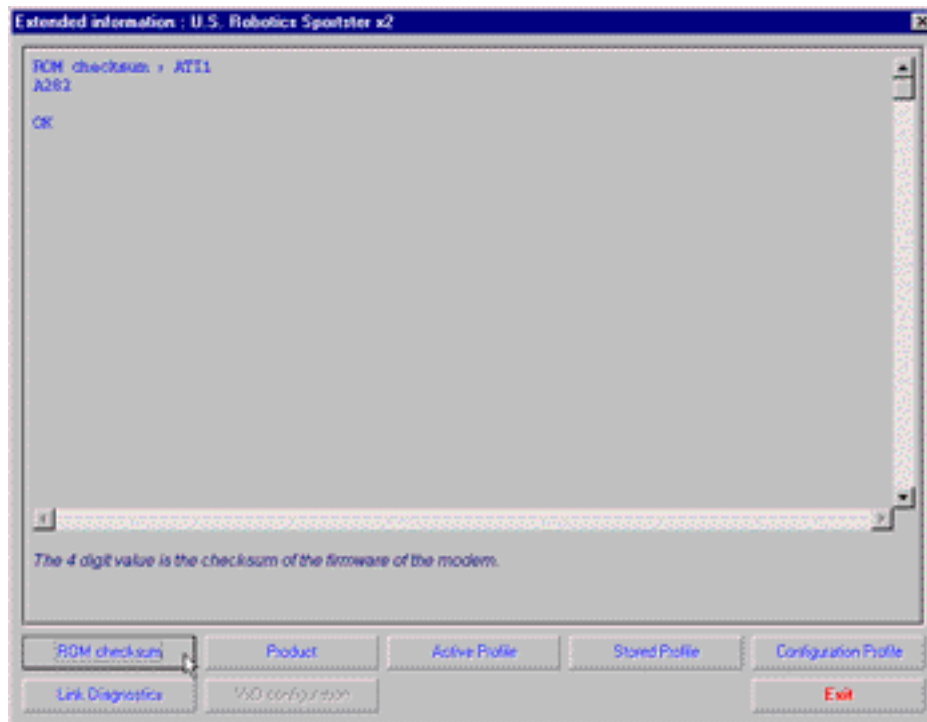 Extended information : U.S. Robotics Sportster x2
ROM checksum : ATI1
A282
OK
The 4 digit value is the checksum of the firmware of the modem.
ROM checksum Product Active Profile Stored Profile Configuration Profile
Link Diagnostics configuration Exit